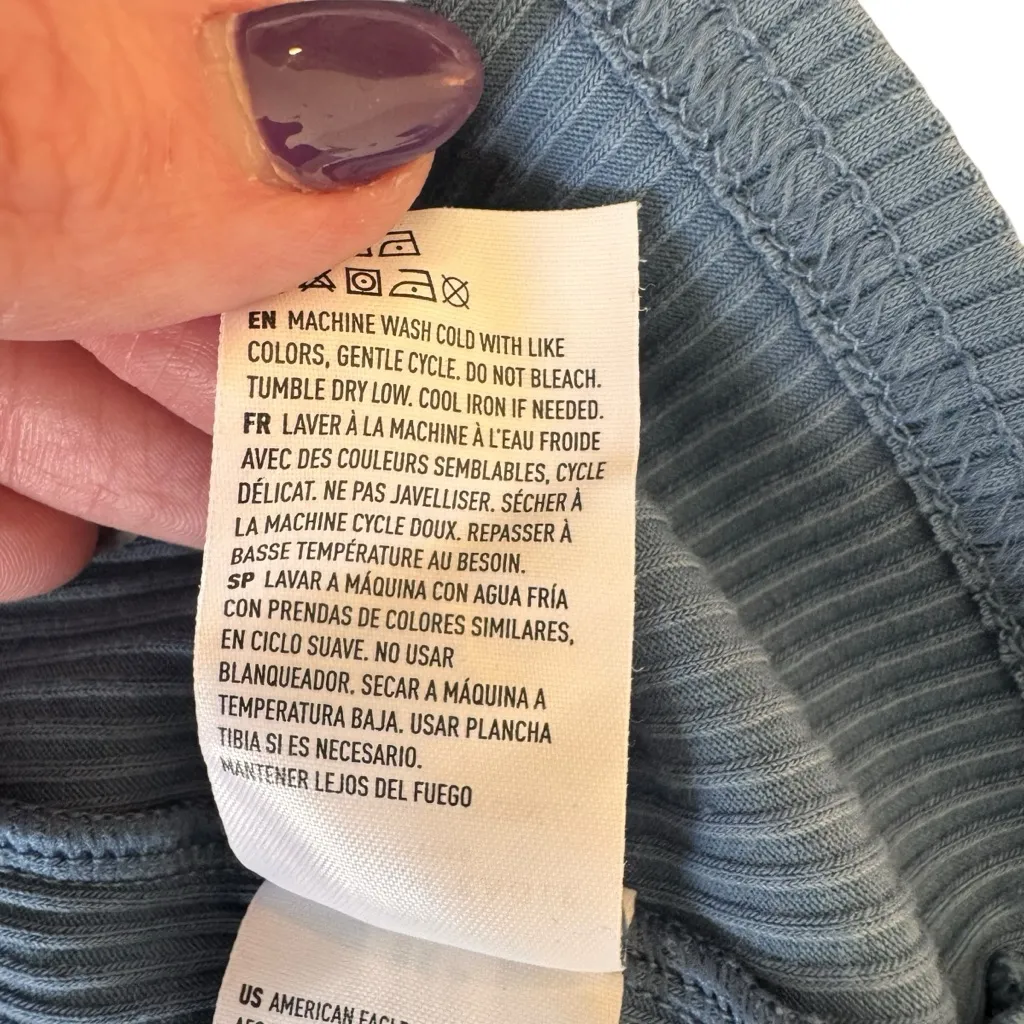 EN MACHINE WASH COLD WITH LIKE
COLORS, GENTLE CYCLE. DO NOT BLEACH.
TUMBLE DRY LOW. COOL IRON IF NEEDED.
FR LAVER À LA MACHINE À L'EAU FROIDE
AVEC DES COULEURS SEMBLABLES, CYCLE
DÉLICAT. NE PAS JAVELLISER. SÉCHER À
LA MACHINE CYCLE DOUX. REPASSER À
BASSE TEMPÉRATURE AU BESOIN.
SP LAVAR A MÁQUINA CON AGUA FRÍA
CON PRENDAS DE COLORES SIMILARES,
EN CICLO SUAVE. NO USAR
BLANQUEADOR. SECAR A MÁQUINA A
TEMPERATURA BAJA. USAR PLANCHA
TIBIA SI ES NECESARIO.
MANTENER LEJOS DEL FUEGO
US AMERICAN